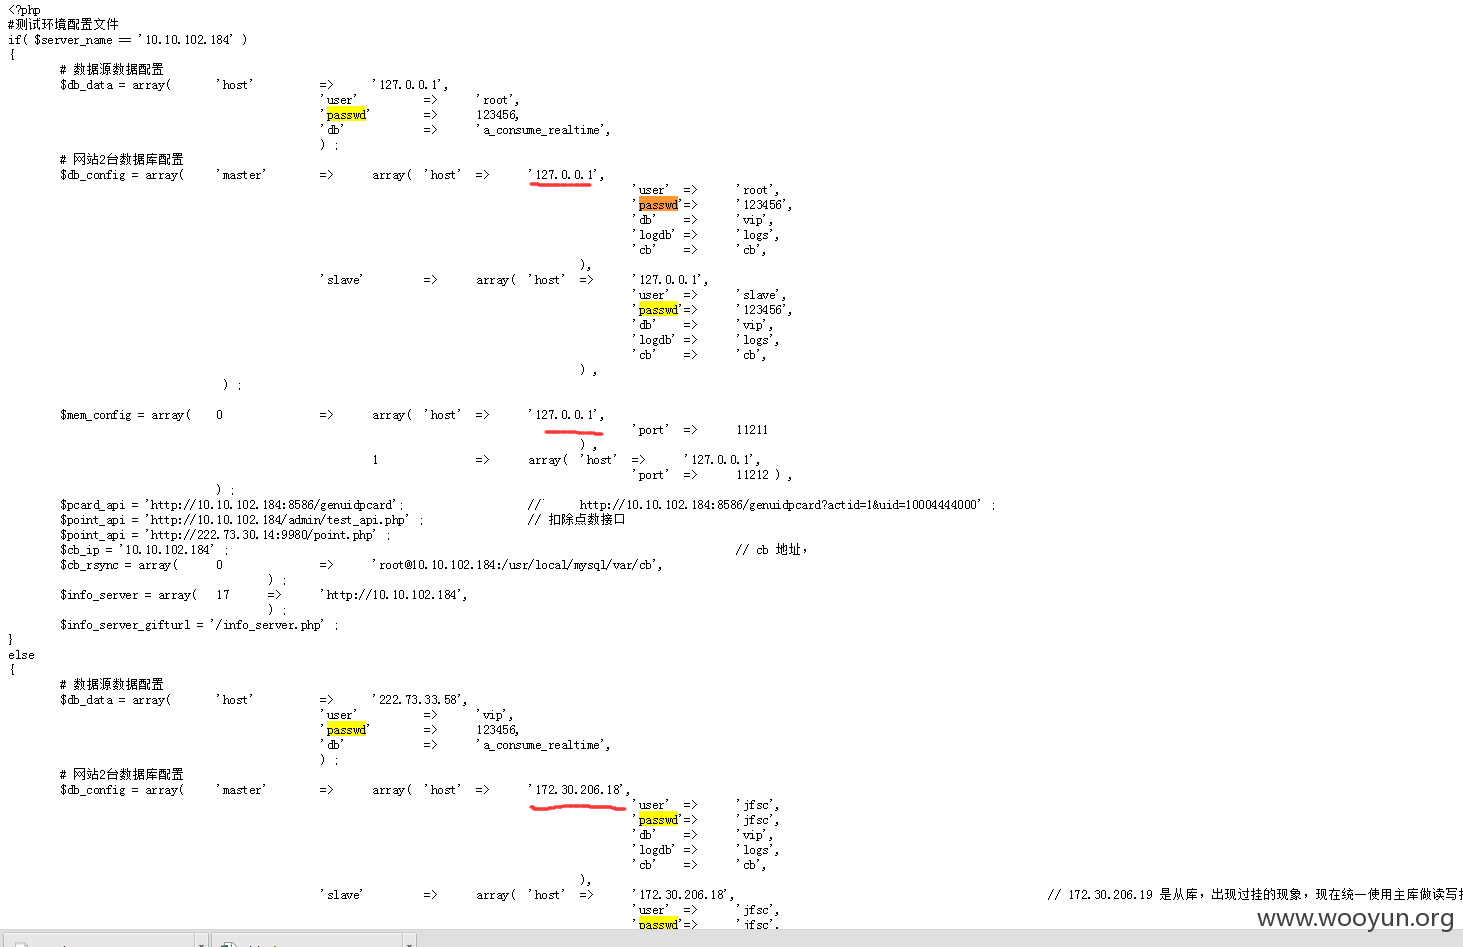 <?php
#测试环境配置文件
if( $server_name == '10.10.102.184' )
{
# 数据源数据配置
$db_data = array( 'host' => '127.0.0.1',
'user' => 'root',
'passwd' => 123456,
'db' => 'a_consume_realtime',
) ;
# 网站2台数据库配置
$db_config = array( 'master' => array( 'host' => '127.0.0.1',
'user' => 'root',
'passwd'=> '123456',
'db' => 'vip',
'logdb' => 'logs',
'cb' => 'cb',
),
'slave' => array( 'host' => '127.0.0.1',
'user' => 'slave',
'passwd'=> '123456',
'db' => 'vip',
'logdb' => 'logs',
'cb' => 'cb',
) ,
) ;
$mem_config = array( 0 => array( 'host' => '127.0.0.1',
'port' => 11211
) ,
1 => array( 'host' => '127.0.0.1',
'port' => 11212 ) ,
) ;
$pcard_api = 'http://10.10.102.184:8586/genuidpcard'; //` http://10.10.102.184:8586/genuidpcard?actid=1&uid=10004444000' ;
$point_api = 'http://10.10.102.184/admin/test_api.php' ; // 扣除点数接口
$point_api = 'http://222.73.30.14:9980/point.php' ;
$cb_ip = '10.10.102.184' ; // cb 地址，
$cb_rsync = array( 0 => 'root@10.10.102.184:/usr/local/mysql/var/cb',
) ;
$info_server = array( 17 => 'http://10.10.102.184',
) ;
$info_server_gifturl = '/info_server.php' ;
}
else
{
# 数据源数据配置
$db_data = array( 'host' => '222.73.33.58',
'user' => 'vip',
'passwd' => 123456,
'db' => 'a_consume_realtime',
) ;
# 网站2台数据库配置
$db_config = array( 'master' => array( 'host' => '172.30.206.18',
'user' => 'jfsc',
'passwd'=> 'jfsc',
'db' => 'vip',
'logdb' => 'logs',
'cb' => 'cb',
),
'slave' => array( 'host' => '172.30.206.18', // 172.30.206.19 是从库，出现过挂的现象，现在统一使用主库做读写
'user' => 'jfsc',
'passwd'=> 'jfsc',
www.wooyun.org